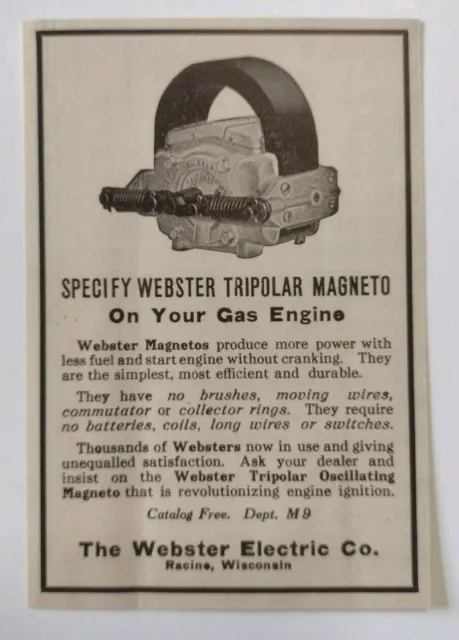 SPECIFY WEBSTER TRIPOLAR MAGNETO
On Your Gas Engine
Webster Magnetos produce more power with
less fuel and start engine without cranking. They
are the simplest, most efficient and durable.
They have no brushes, moving wires,
commutator or collector rings. They require
no batteries, coils, long wires or switches.
Thousands of Websters now in use and giving
unequalled satisfaction. Ask your dealer and
insist on the Webster Tripolar Oscillating
Magneto that is revolutionizing engine ignition.
Catalog Free. Dept. M 9
The Webster Electric Co.
Racine, Wisconsin